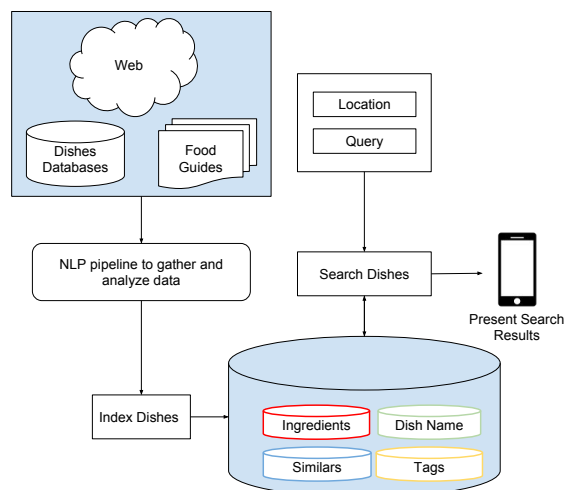 Web
Dishes
Databases
Food
Guides
Location
Query
NLP pipeline to gather and
analyze data
Search Dishes
Present Search
Results
Index Dishes
Ingredients
Dish Name
Similars
Tags